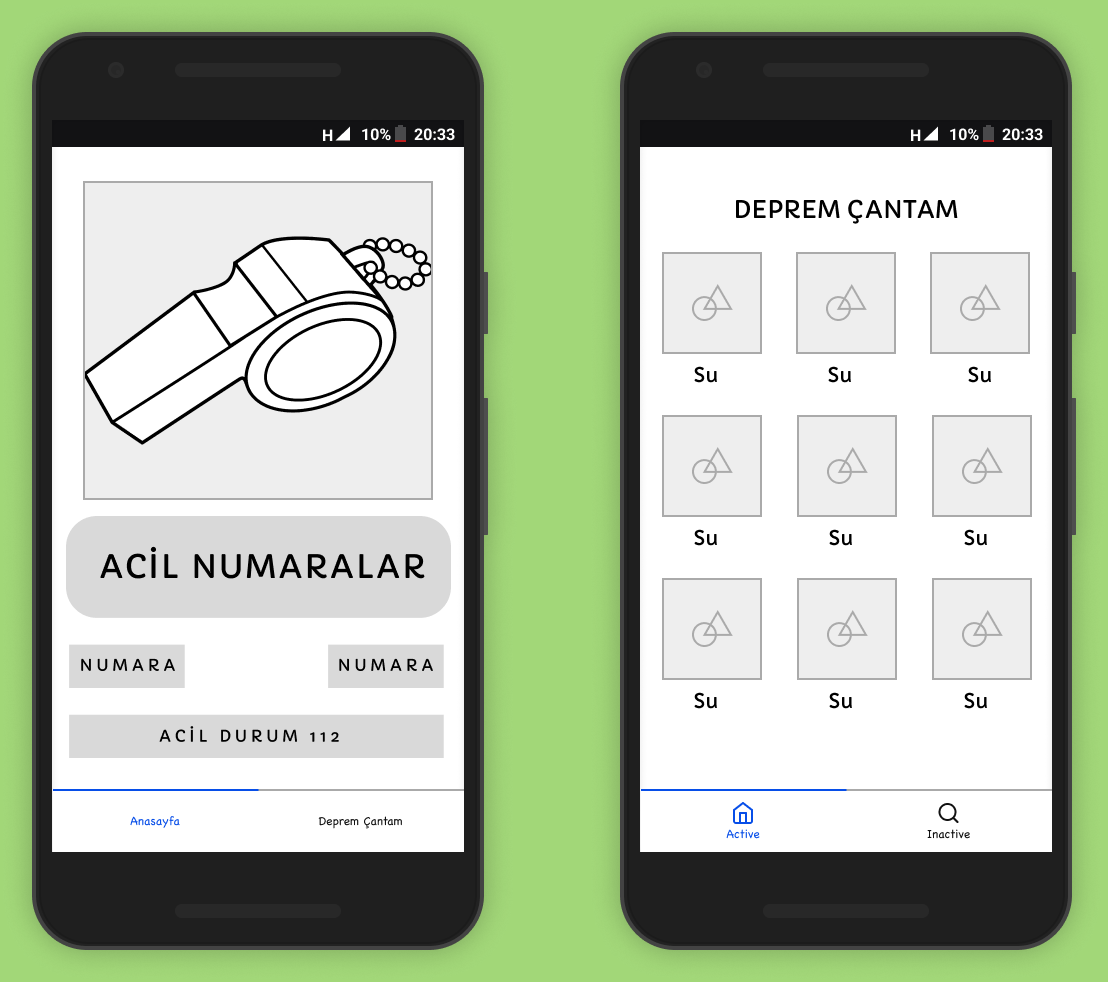 H 10% 20:33
ACİL NUMARALAR
NUMARA NUMARA
ACİL DURUM 112
Anasayfa Deprem Çantam
H 10% 20:33
DEPREM ÇANTAM
Su Su Su
Su Su Su
Su Su Su
Active Inactive